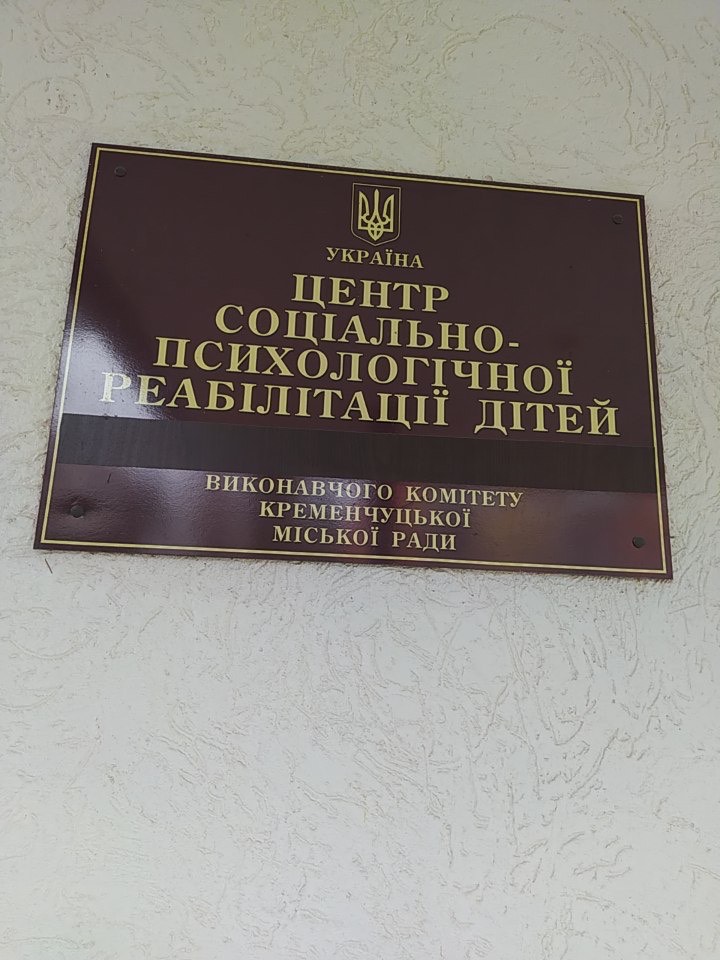 УКРАЇНА
ЦЕНТР
СОЦІАЛЬНО-
ПСИХОЛОГІЧНОЇ
РЕАБІЛІТАЦІЇ ДІТЕЙ
ВИКОНАВЧОГО КОМІТЕТУ
КРЕМЕНЧУЦЬКОЇ
МІСЬКОЇ РАДИ